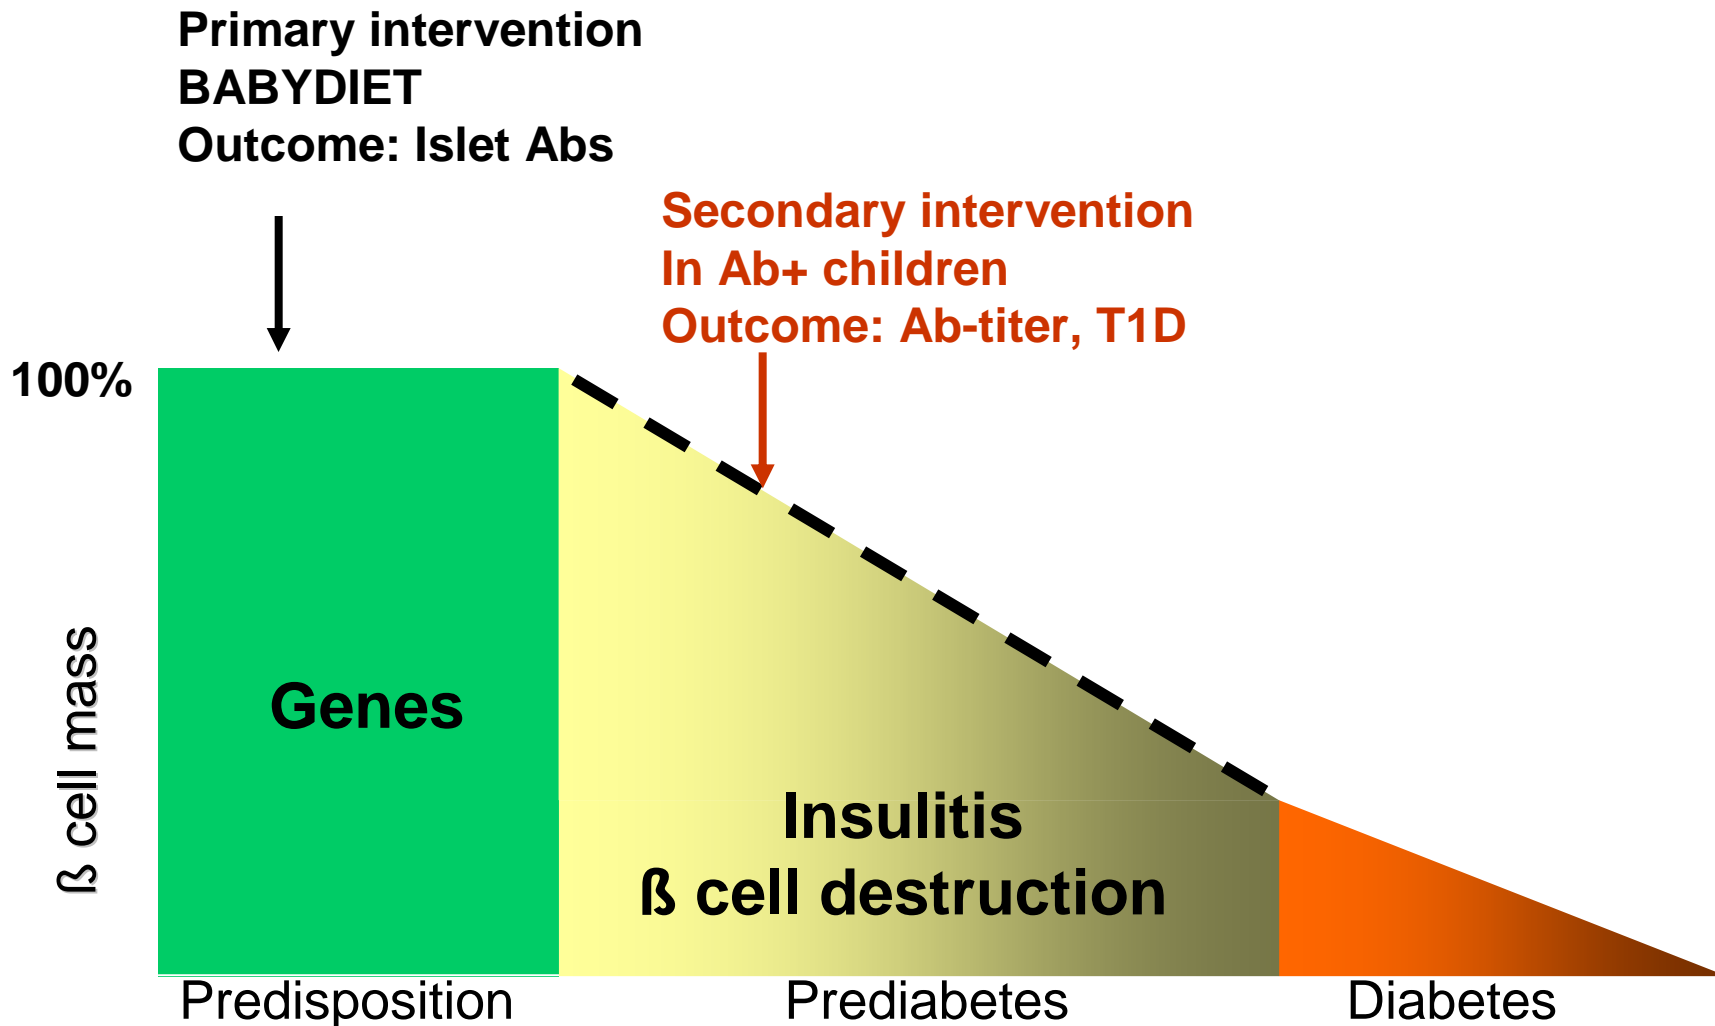 Primary intervention
BABYDIET
Outcome: Islet Abs
Secondary intervention
In Ab+ children
Outcome: Ab-titer, T1D
100%
ß cell mass
Genes
Insulitis
ß cell destruction
Predisposition
Prediabetes
Diabetes